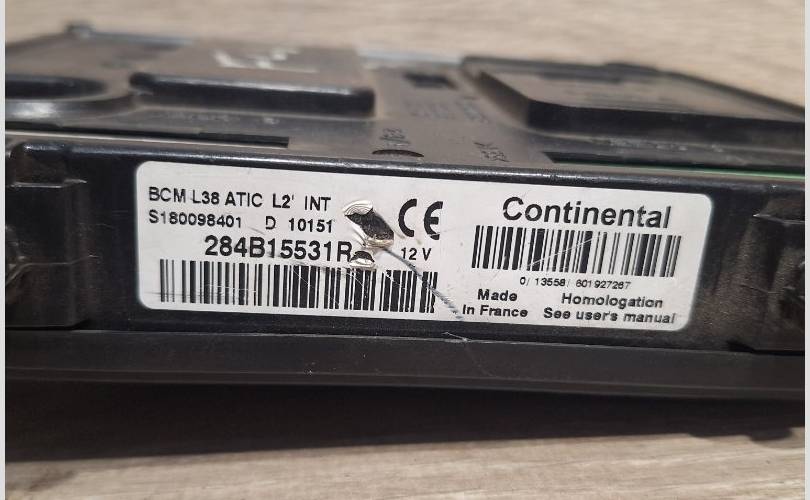 BCM L38 ATIC L2' INT
S180098401 D 10151
284B15531R
12 V
CE
Continental
0/ 13558/ 601927267
Made
In France
Homologation
See user's manual